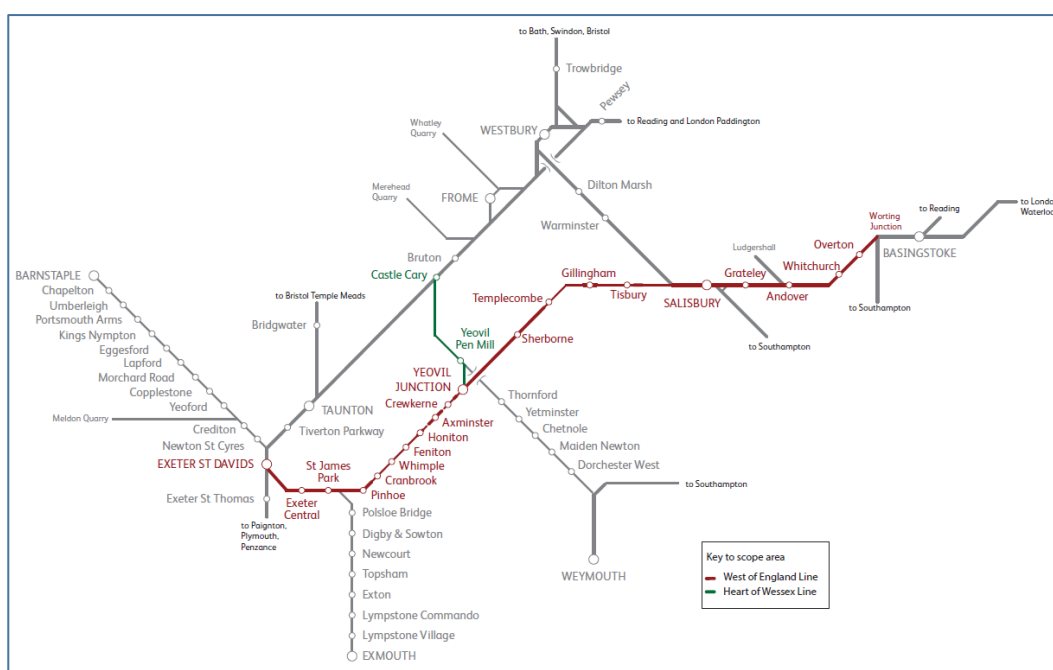 to Bath, Swindon, Bristol
Trowbridge
Pewsey
to Reading and London Paddington
WESTBURY
Whatley
Quarry
Merehead
Quarry
FROME
Dilton Marsh
Warminster
Bruton
Castle Cary
to Bristol Temple Meads
Bridgwater
BARNSTAPLE
Chapelton
Umberleigh
Portsmouth Arms
Kings Nympton
Eggesford
Lapford
Morchard Road
Copplestone
Yeoford
Meldon Quarry
Crediton
Newton St Cyres
EXETER ST DAVIDS
Exeter St Thomas
to Paignton,
Plymouth,
Penzance
TAUNTON
Tiverton Parkway
St James
Park
Exeter
Central
Pinhoe
Cranbrook
Whimple
Feniton
Honiton
Axminster
Crewkerne
YEOVIL
JUNCTION
Yeovil
Pen Mill
Sherborne
Templecombe
Gillingham
Tisbury
SALISBURY
Grateley
Ludgershall
Andover
Whitchurch
Overton
Worting
Junction
to Reading
BASINGSTOKE
to London
Waterloo
to Southampton
to Southampton
Thornford
Yetminster
Chetnole
Maiden Newton
Dorchester West
to Southampton
WEYMOUTH
Polsloe Bridge
Digby & Sowton
Newcourt
Topsham
Exton
Lympstone Commando
Lympstone Village
EXMOUTH
Key to scope area
West of England Line
Heart of Wessex Line